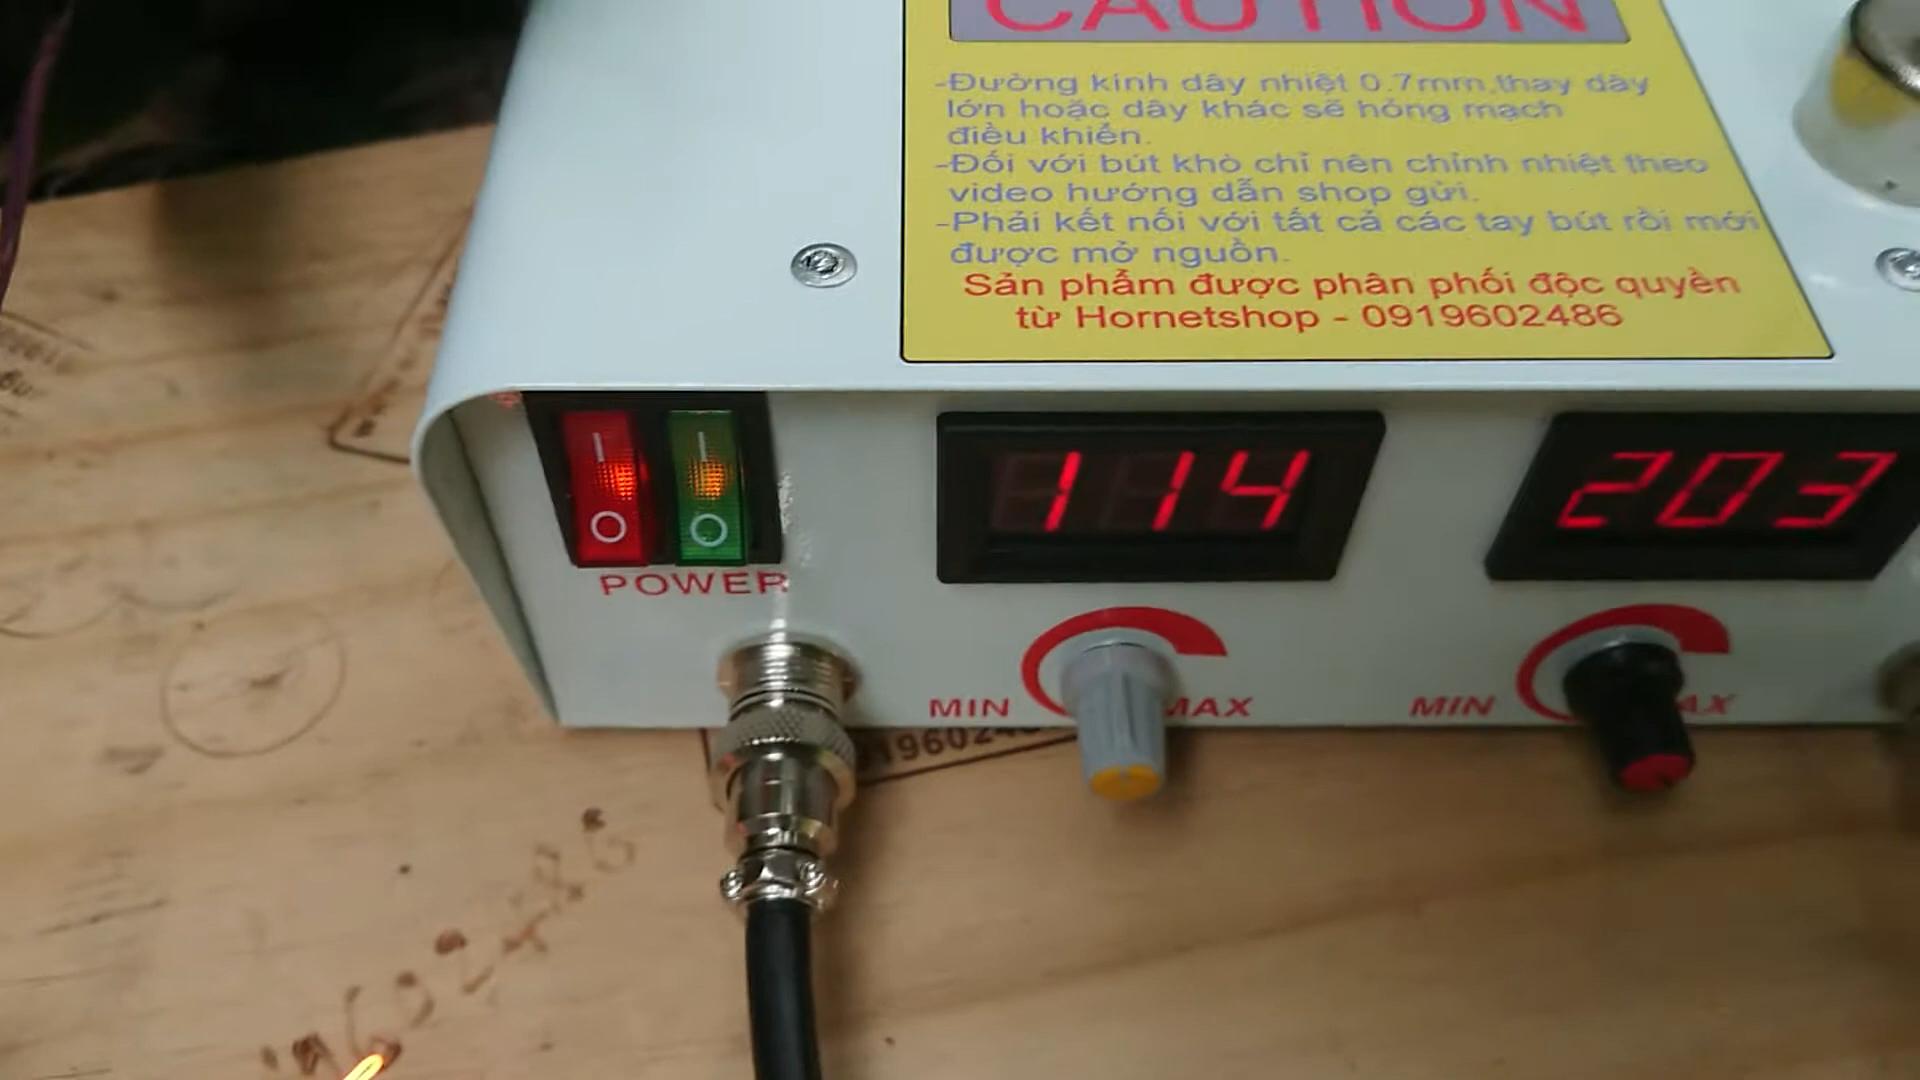 CAUTION
-Đường kính dây nhiệt 0.7mm,thay dây
lớn hoặc dây khác sẽ hỏng mạch
điều khiển.
-Đối với bút khò chỉ nên chỉnh nhiệt theo
video hướng dẫn shop gửi.
-Phải kết nối với tất cả các tay bút rồi mới
được mở nguồn.
Sản phẩm được phân phối độc quyền
từ Hornetshop - 0919602486
114
203
POWER
MIN MAX
MIN AX